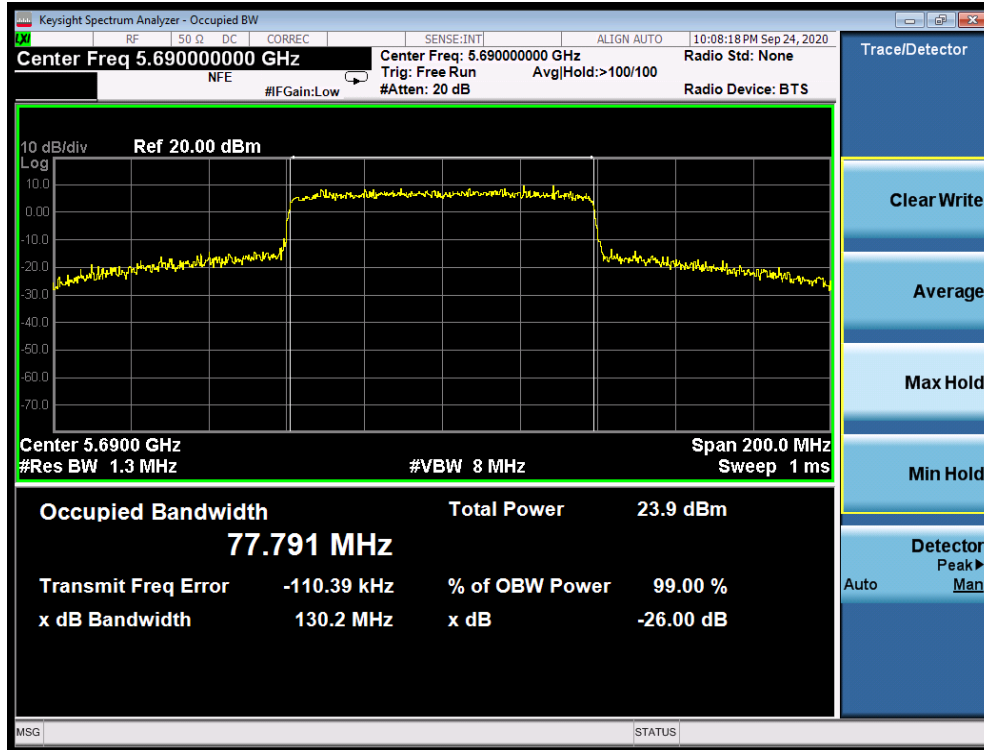 Keysight Spectrum Analyzer - Occupied BW
LXI RF 50 Ω DC CORREC SENSE:INT ALIGN AUTO 10:08:18 PM Sep 24, 2020
Center Freq 5.690000000 GHz
NFE
#IFGain:Low
Center Freq: 5.690000000 GHz
Trig: Free Run Avg|Hold:>100/100
#Atten: 20 dB
Radio Std: None
Radio Device: BTS
10 dB/div Ref 20.00 dBm
Log
10.0
0.00
-10.0
-20.0
-30.0
-40.0
-50.0
-60.0
-70.0
Center 5.6900 GHz Span 200.0 MHz
#Res BW 1.3 MHz #VBW 8 MHz Sweep 1 ms
Occupied Bandwidth Total Power 23.9 dBm
77.791 MHz
Transmit Freq Error -110.39 kHz % of OBW Power 99.00 %
x dB Bandwidth 130.2 MHz x dB -26.00 dB
MSG STATUS
Trace/Detector
Clear Write
Average
Max Hold
Min Hold
Detector
Peak▶
Auto Man